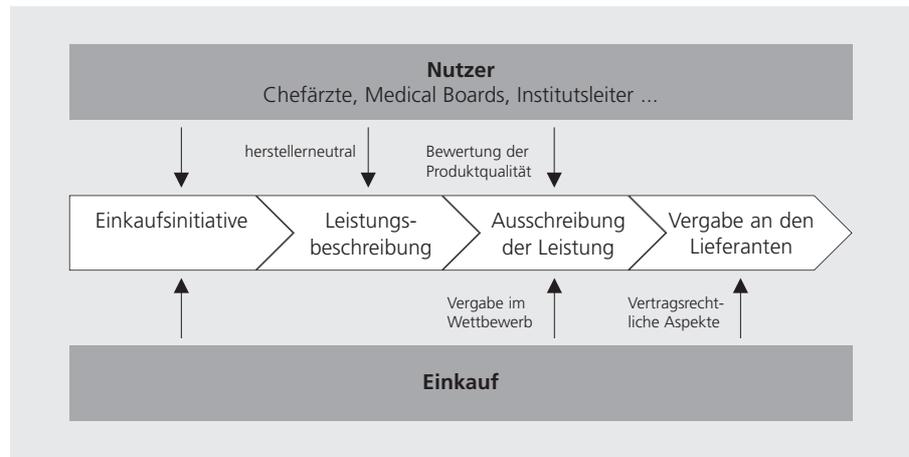 Nutzer
Chefärzte, Medical Boards, Institutsleiter ...
herstellerneutral
Bewertung der
Produktqualität
Einkaufsinitiative
Leistungs-
beschreibung
Ausschreibung
der Leistung
Vergabe an den
Lieferanten
Vergabe im
Wettbewerb
Vertragsrecht-
liche Aspekte
Einkauf